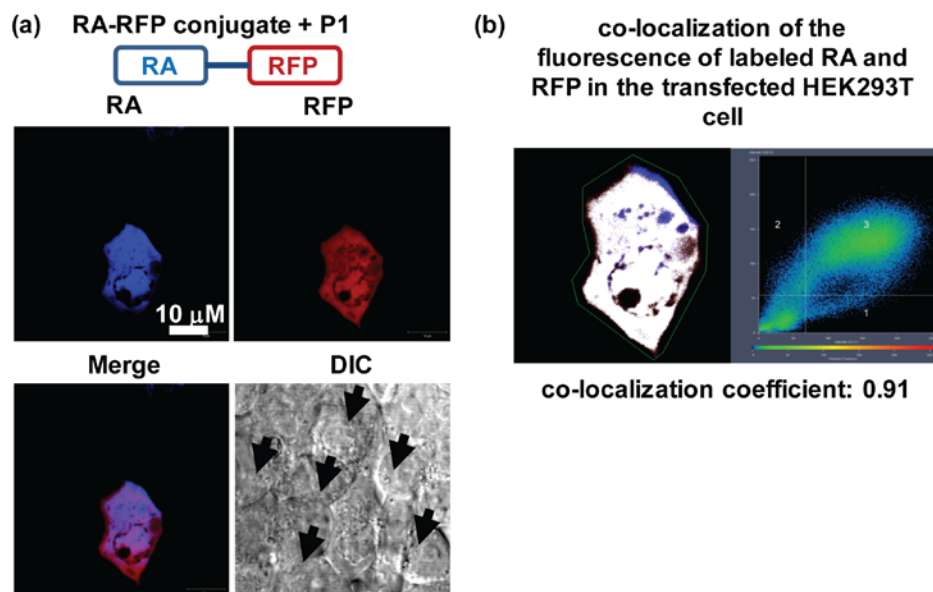 (a)
RA-RFP conjugate + P1
RA
RFP
RA
RFP
10 μM
Merge
DIC
(b)
co-localization of the
fluorescence of labeled RA and
RFP in the transfected HEK293T
cell
2
3
1
co-localization coefficient: 0.91